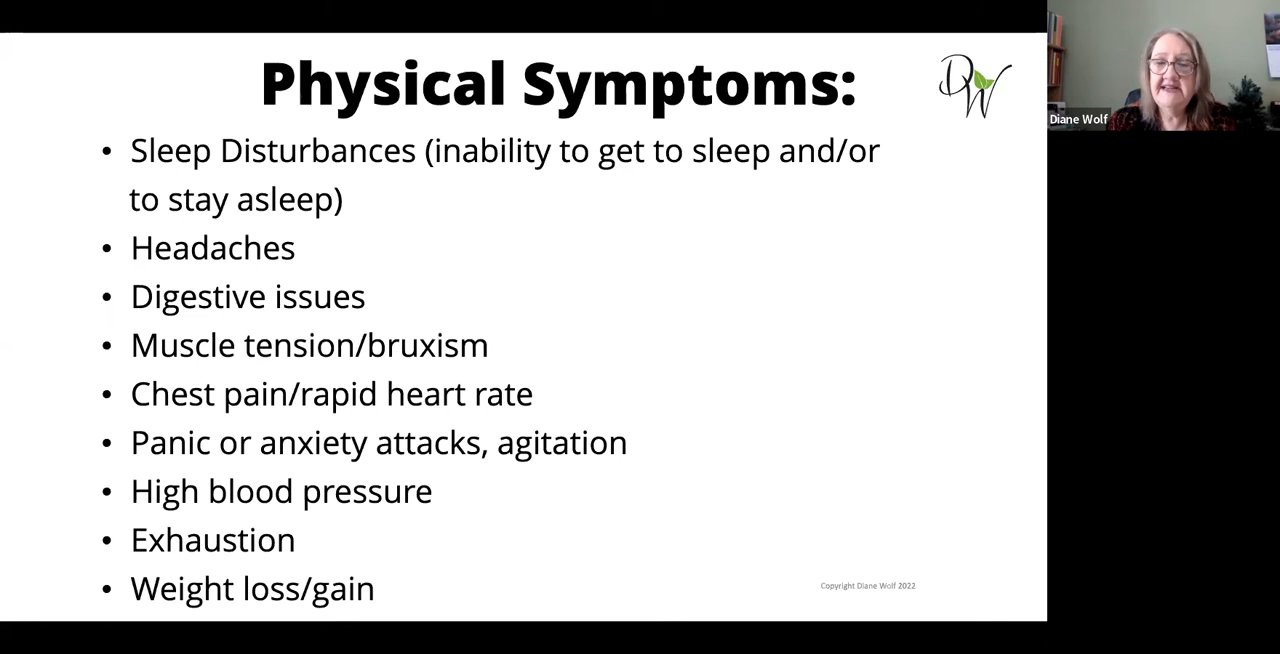 Physical Symptoms:
DW
• Sleep Disturbances (inability to get to sleep and/or
to stay asleep)
• Headaches
• Digestive issues
• Muscle tension/bruxism
• Chest pain/rapid heart rate
• Panic or anxiety attacks, agitation
• High blood pressure
• Exhaustion
• Weight loss/gain
Copyright Diane Wolf 2022
Diane Wolf